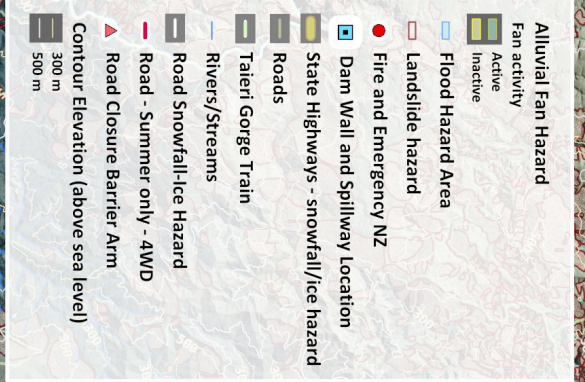 Alluvial Fan Hazard
Fan activity
Active
Inactive
Flood Hazard Area
Landslide hazard
Fire and Emergency NZ
Dam Wall and Spillway Location
State Highways - snowfall/ice hazard
Roads
Taieri Gorge Train
Rivers/Streams
Road Snowfall-Ice Hazard
Road - Summer only - 4WD
Road Closure Barrier Arm
Contour Elevation (above sea level)
300 m
500 m